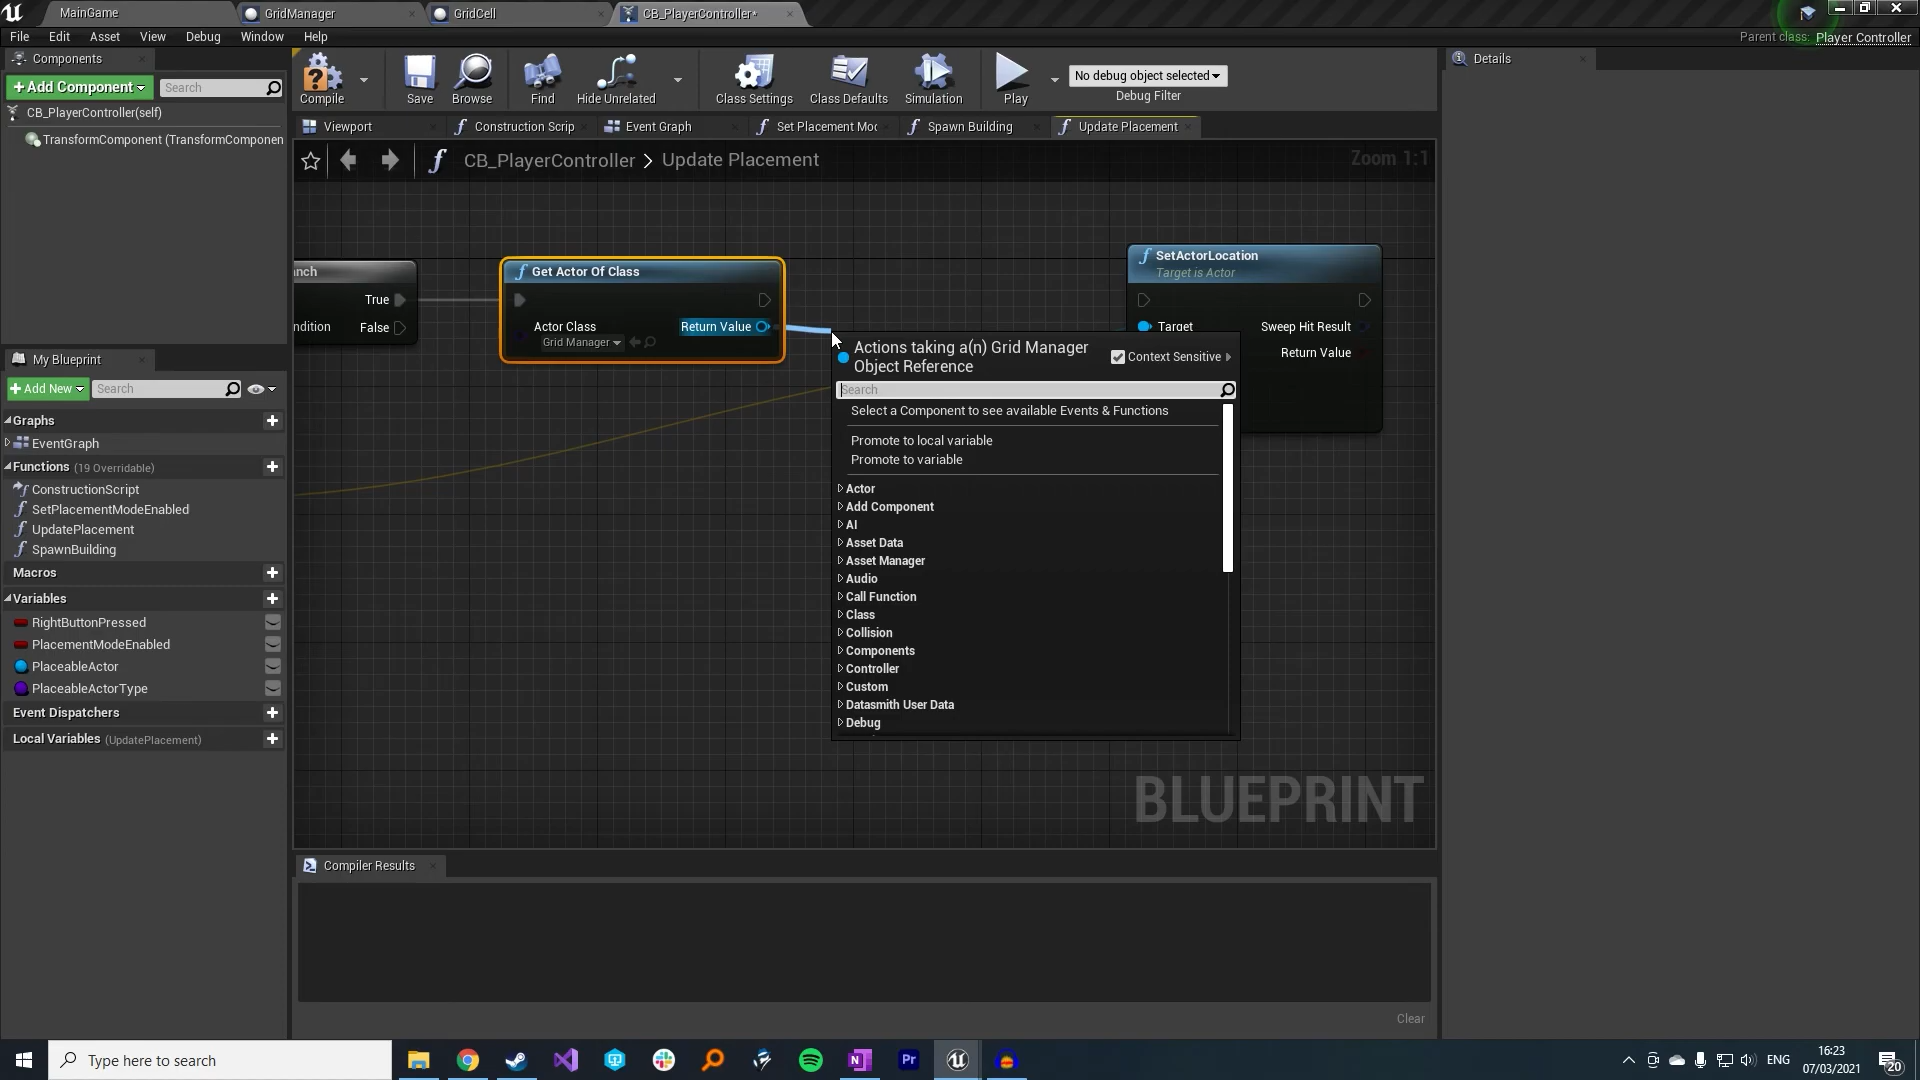 MainGame
GridManager
GridCell
CB_PlayerController*
File Edit Asset View Debug Window Help
Parent class: Player Controller
Components
+Add Component
Search
CB_PlayerController(self)
TransformComponent (TransformComponen
Compile
Save
Browse
Find
Hide Unrelated
Class Settings
Class Defaults
Simulation
Play
No debug object selected
Debug Filter
Details
Viewport
Construction Scrip
Event Graph
Set Placement Moc
Spawn Building
Update Placement
CB_PlayerController > Update Placement
Zoom 1:1
nch
True
ndition
False
Get Actor Of Class
Actor Class
Grid Manager
Return Value
SetActorLocation
Target is Actor
Target
Sweep Hit Result
Return Value
Actions taking a(n) Grid Manager
Object Reference
Context Sensitive
Search
Select a Component to see available Events & Functions
Promote to local variable
Promote to variable
Actor
Add Component
AI
Asset Data
Asset Manager
Audio
Call Function
Class
Collision
Components
Controller
Custom
Datasmith User Data
Debug
BLUEPRINT
My Blueprint
+Add New
Search
Graphs
EventGraph
Functions (19 Overridable)
ConstructionScript
SetPlacementModeEnabled
UpdatePlacement
SpawnBuilding
Macros
Variables
RightButtonPressed
PlacementModeEnabled
PlaceableActor
PlaceableActorType
Event Dispatchers
Local Variables (UpdatePlacement)
Compiler Results
Clear
Type here to search
Pr
ENG
16:23
07/03/2021
20